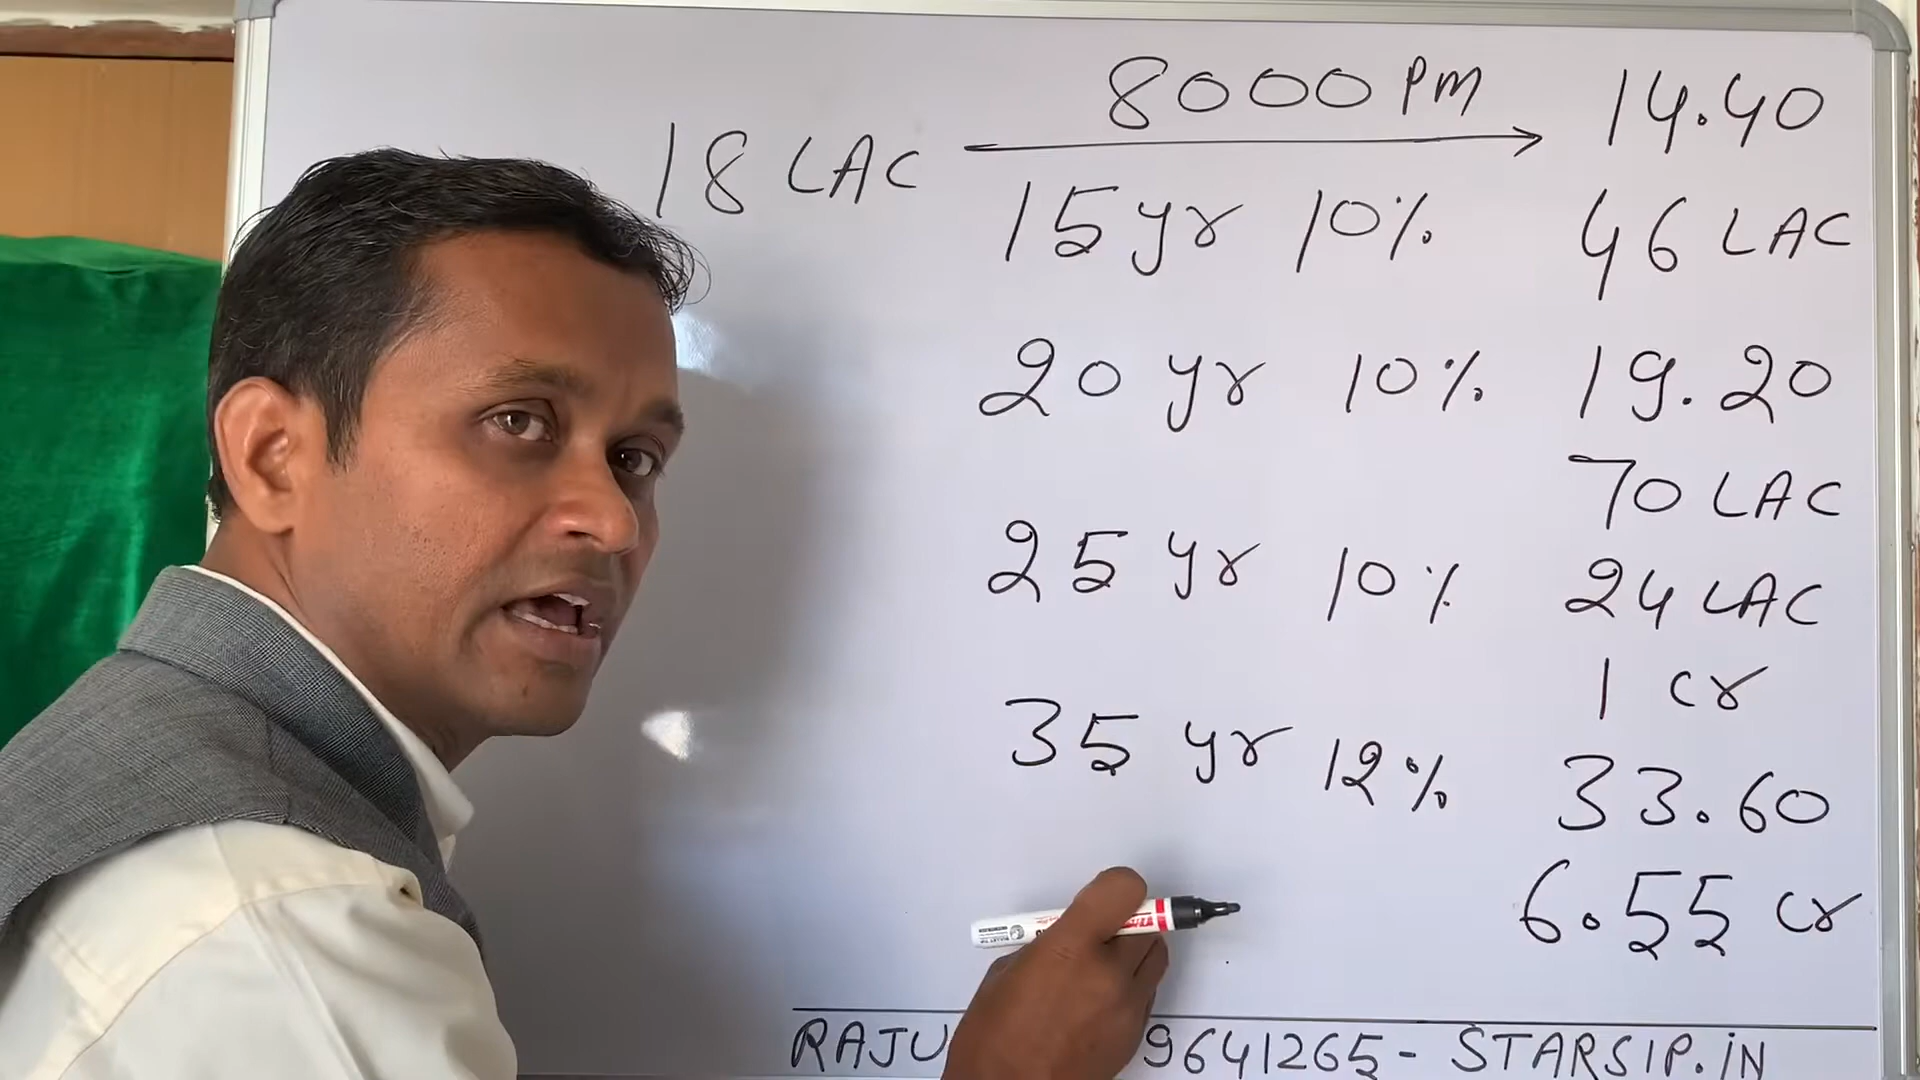 8000 PM 14.40
18 LAC
15 yr 10% 46 LAC
20 yr 10% 19.20
70 LAC
25 yr 10% 24 LAC
1 cr
35 yr 12% 33.60
6.55 cr
RAJU 9641265- STARSIP.iN